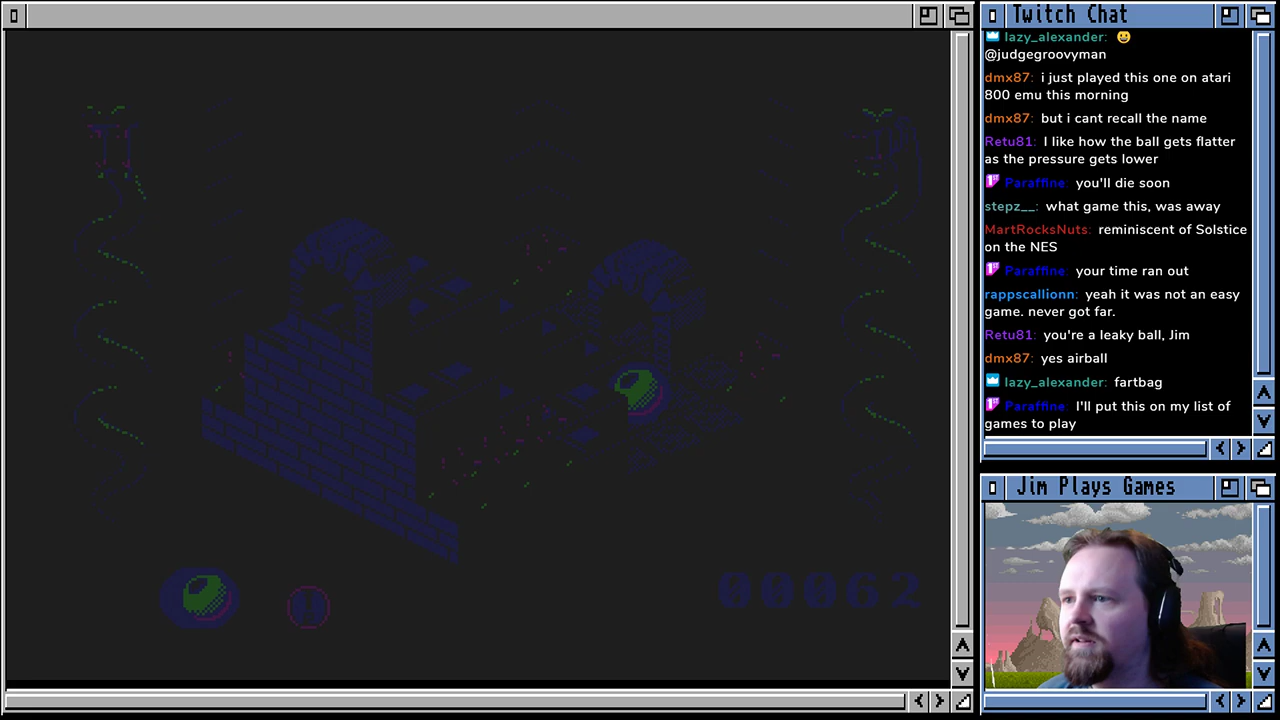 Twitch Chat
lazy_alexander: 😀
@judgegroovyman
dmx87: i just played this one on atari
800 emu this morning
dmx87: but i cant recall the name
Retu81: I like how the ball gets flatter
as the pressure gets lower
Paraffine: you'll die soon
stepz__: what game this, was away
MartRocksNuts: reminiscent of Solstice
on the NES
Paraffine: your time ran out
rappscallionn: yeah it was not an easy
game. never got far.
Retu81: you're a leaky ball, Jim
dmx87: yes airball
lazy_alexander: fartbag
Paraffine: I'll put this on my list of
games to play
Jim Plays Games
00062